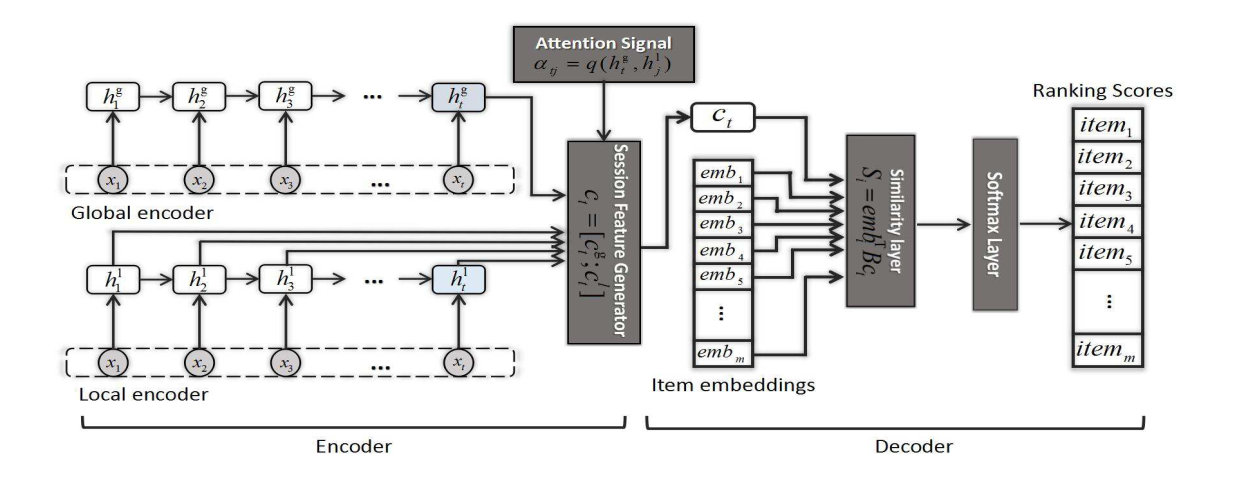 Attention Signal
α_tj = q(h_t^g, h_j^l)
h_1^g h_2^g h_3^g ... h_t^g
x_1 x_2 x_3 ... x_t
Global encoder
h_1^l h_2^l h_3^l ... h_t^l
x_1 x_2 x_3 ... x_t
Local encoder
Encoder
Session Feature Generator
c_t = [c_t^g; c_t^l]
c_t
emb_1
emb_2
emb_3
emb_4
emb_5
...
emb_m
Item embeddings
Similarity layer
S_i = emb_i^T B c_t
Softmax Layer
Ranking Scores
item_1
item_2
item_3
item_4
item_5
...
item_m
Decoder